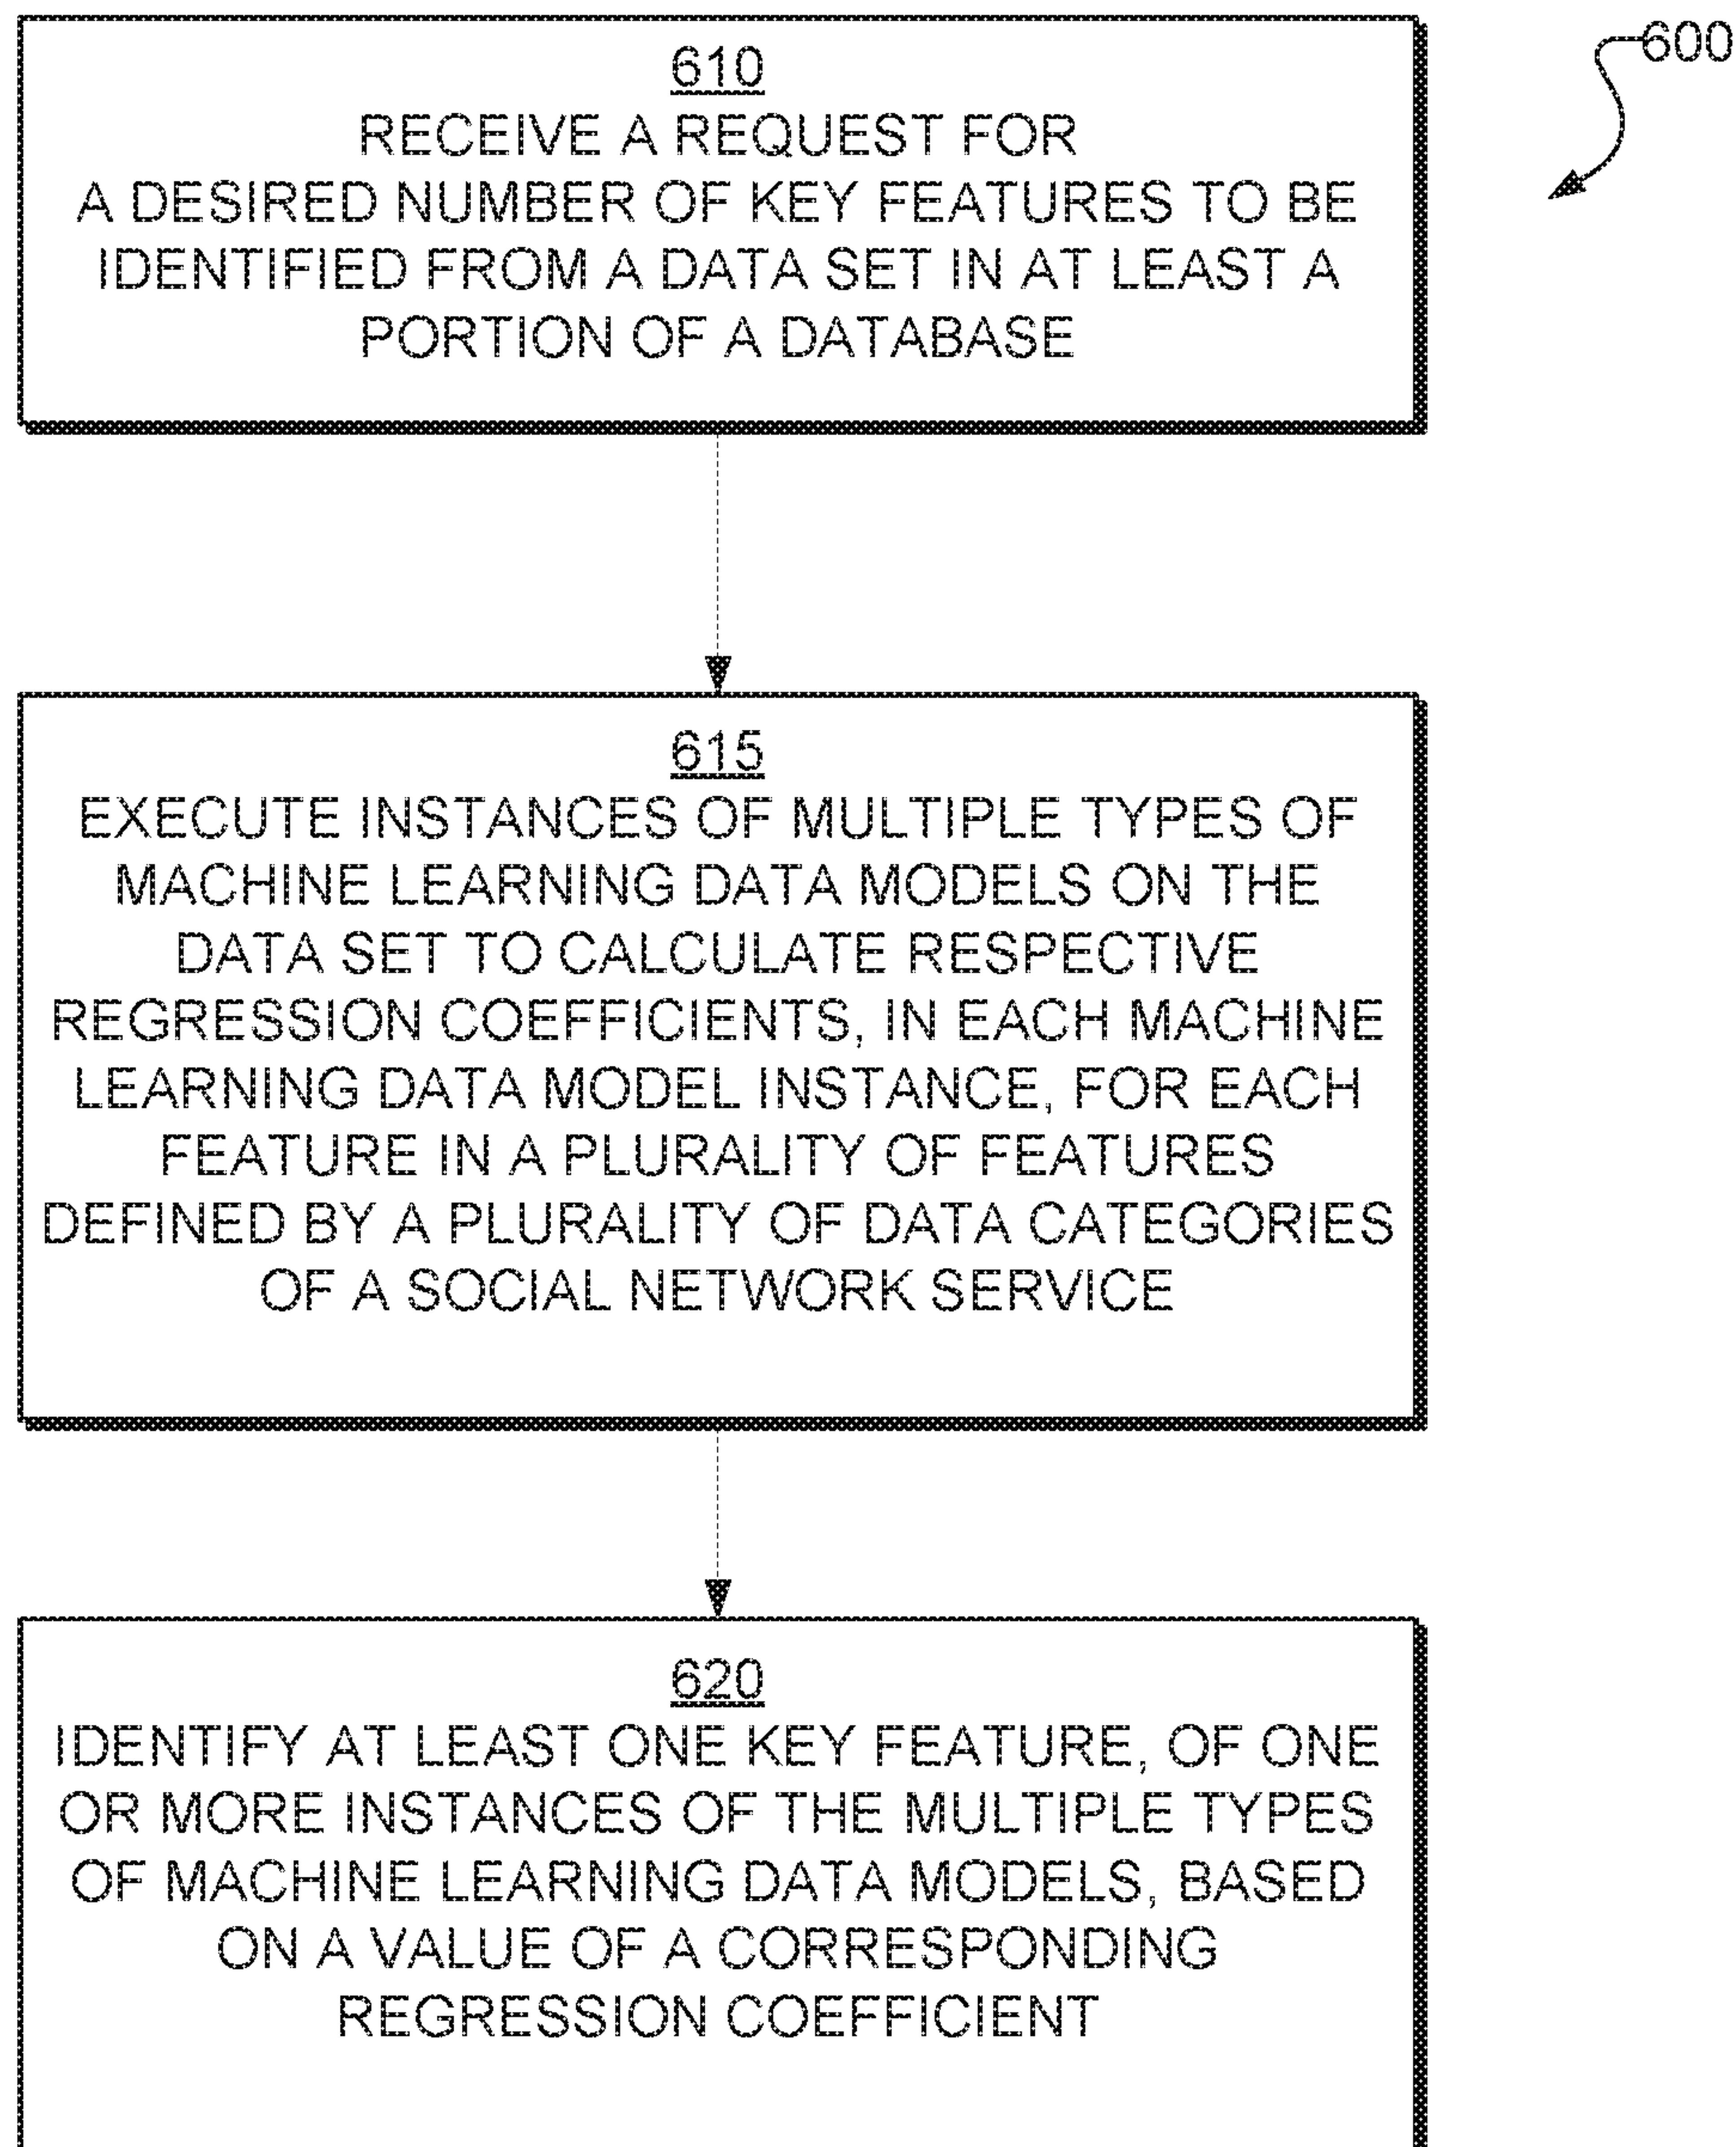 600
610
RECEIVE A REQUEST FOR
A DESIRED NUMBER OF KEY FEATURES TO BE
IDENTIFIED FROM A DATA SET IN AT LEAST A
PORTION OF A DATABASE
615
EXECUTE INSTANCES OF MULTIPLE TYPES OF
MACHINE LEARNING DATA MODELS ON THE
DATA SET TO CALCULATE RESPECTIVE
REGRESSION COEFFICIENTS, IN EACH MACHINE
LEARNING DATA MODEL INSTANCE, FOR EACH
FEATURE IN A PLURALITY OF FEATURES
DEFINED BY A PLURALITY OF DATA CATEGORIES
OF A SOCIAL NETWORK SERVICE
620
IDENTIFY AT LEAST ONE KEY FEATURE, OF ONE
OR MORE INSTANCES OF THE MULTIPLE TYPES
OF MACHINE LEARNING DATA MODELS, BASED
ON A VALUE OF A CORRESPONDING
REGRESSION COEFFICIENT